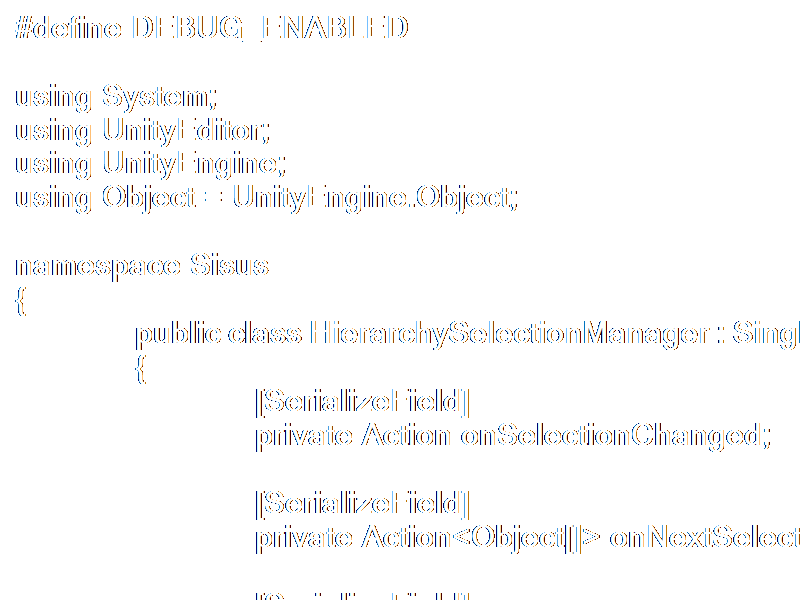 #define DEBUG_ENABLED
using System;
using UnityEditor;
using UnityEngine;
using Object = UnityEngine.Object;
namespace Sisus
{
public class HierarchySelectionManager : Singl
{
[SerializeField]
private Action onSelectionChanged;
[SerializeField]
private Action<Object[]> onNextSelect
[SerializeField]